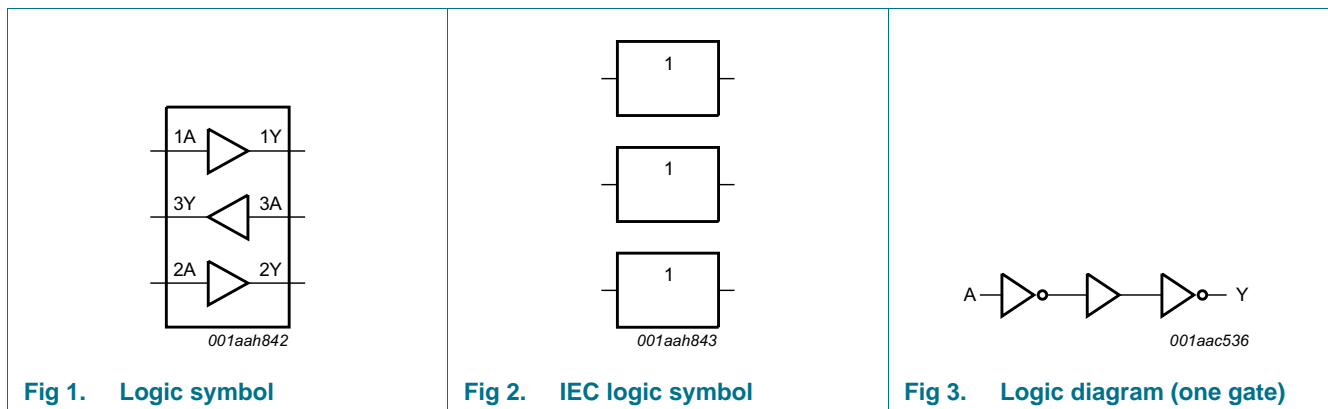 1A 1Y
3Y 3A
2A 2Y
001aah842
Fig 1. Logic symbol
1
1
1
001aah843
Fig 2. IEC logic symbol
A Y
001aac536
Fig 3. Logic diagram (one gate)